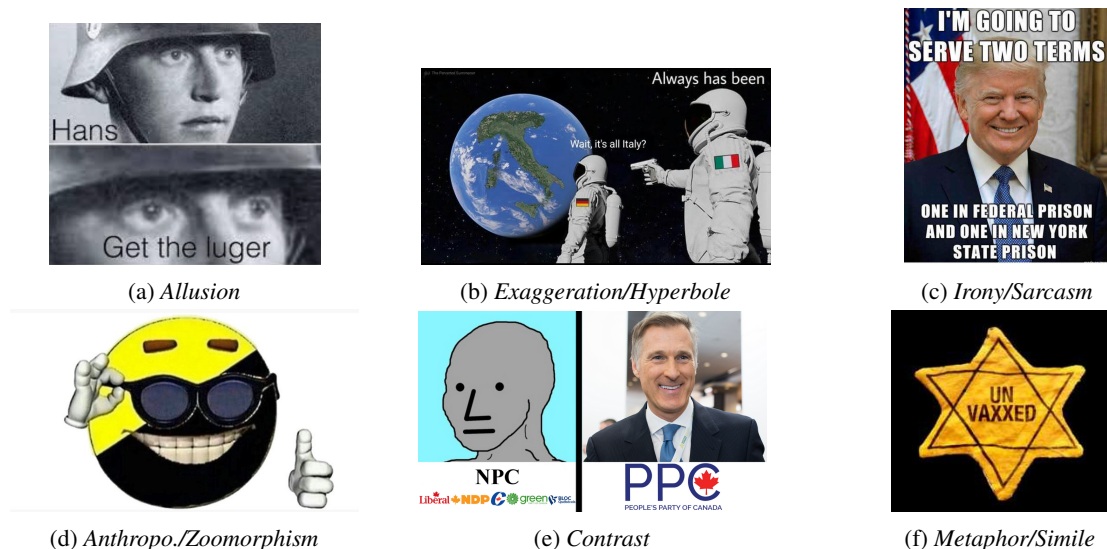 Hans
Get the luger
(a) Allusion
Always has been
Wait, it's all Italy?
(b) Exaggeration/Hyperbole
I'M GOING TO
SERVE TWO TERMS
ONE IN FEDERAL PRISON
AND ONE IN NEW YORK
STATE PRISON
(c) Irony/Sarcasm
(d) Anthropo./Zoomorphism
NPC
Liberal NDP C green BLOC
PPC
PEOPLE'S PARTY OF CANADA
(e) Contrast
UN
VAXXED
(f) Metaphor/Simile